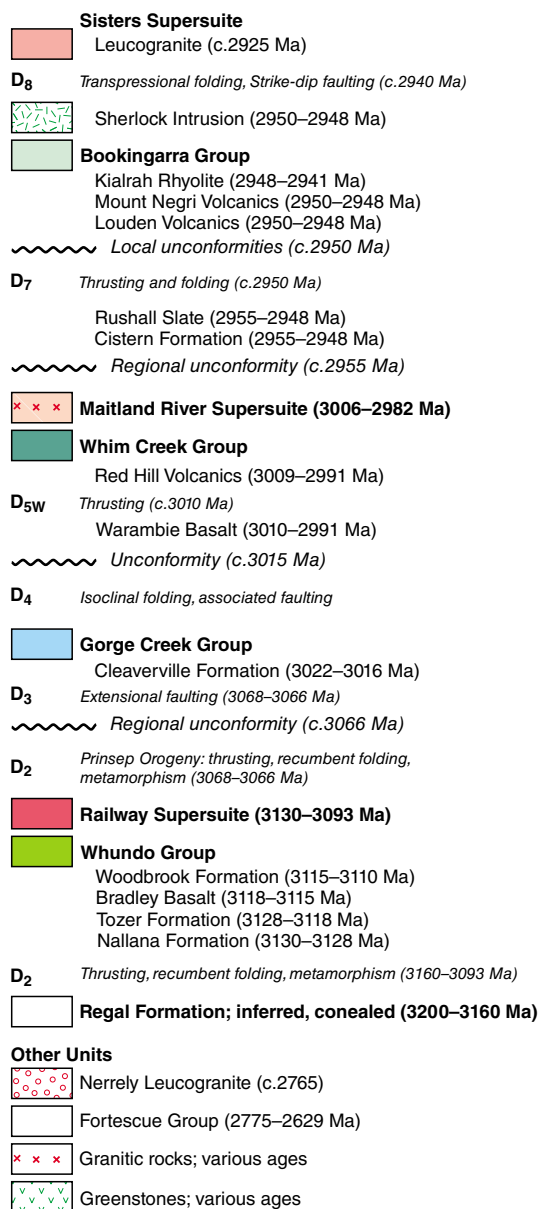 Sisters Supersuite
Leucogranite (c.2925 Ma)
D8 Transpressional folding, Strike-dip faulting (c.2940 Ma)
Sherlock Intrusion (2950–2948 Ma)
Bookingarra Group
Kialrah Rhyolite (2948–2941 Ma)
Mount Negri Volcanics (2950–2948 Ma)
Louden Volcanics (2950–2948 Ma)
Local unconformities (c.2950 Ma)
D7 Thrusting and folding (c.2950 Ma)
Rushall Slate (2955–2948 Ma)
Cistern Formation (2955–2948 Ma)
Regional unconformity (c.2955 Ma)
Maitland River Supersuite (3006–2982 Ma)
Whim Creek Group
Red Hill Volcanics (3009–2991 Ma)
D5W Thrusting (c.3010 Ma)
Warambie Basalt (3010–2991 Ma)
Unconformity (c.3015 Ma)
D4 Isoclinal folding, associated faulting
Gorge Creek Group
Cleaverville Formation (3022–3016 Ma)
D3 Extensional faulting (3068–3066 Ma)
Regional unconformity (c.3066 Ma)
D2 Prinsep Orogeny: thrusting, recumbent folding,
metamorphism (3068–3066 Ma)
Railway Supersuite (3130–3093 Ma)
Whundo Group
Woodbrook Formation (3115–3110 Ma)
Bradley Basalt (3118–3115 Ma)
Tozer Formation (3128–3118 Ma)
Nallana Formation (3130–3128 Ma)
D2 Thrusting, recumbent folding, metamorphism (3160–3093 Ma)
Regal Formation; inferred, conealed (3200–3160 Ma)
Other Units
Nerrely Leucogranite (c.2765)
Fortescue Group (2775–2629 Ma)
Granitic rocks; various ages
Greenstones; various ages